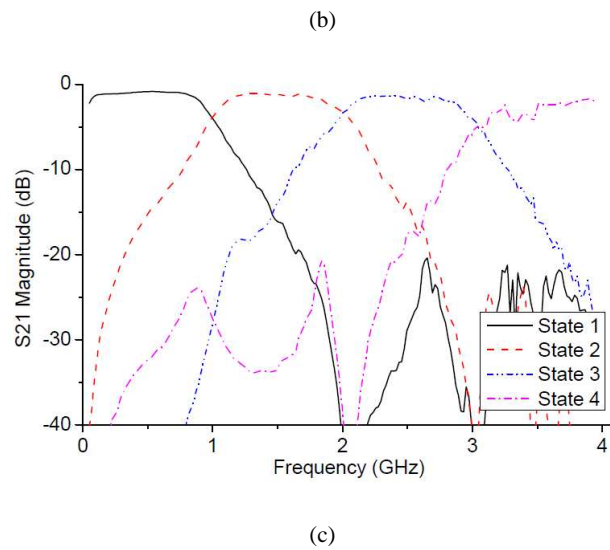 (b)
0
-10
-20
-30
-40
S21 Magnitude (dB)
State 1
State 2
State 3
State 4
0 1 2 3 4
Frequency (GHz)
(c)